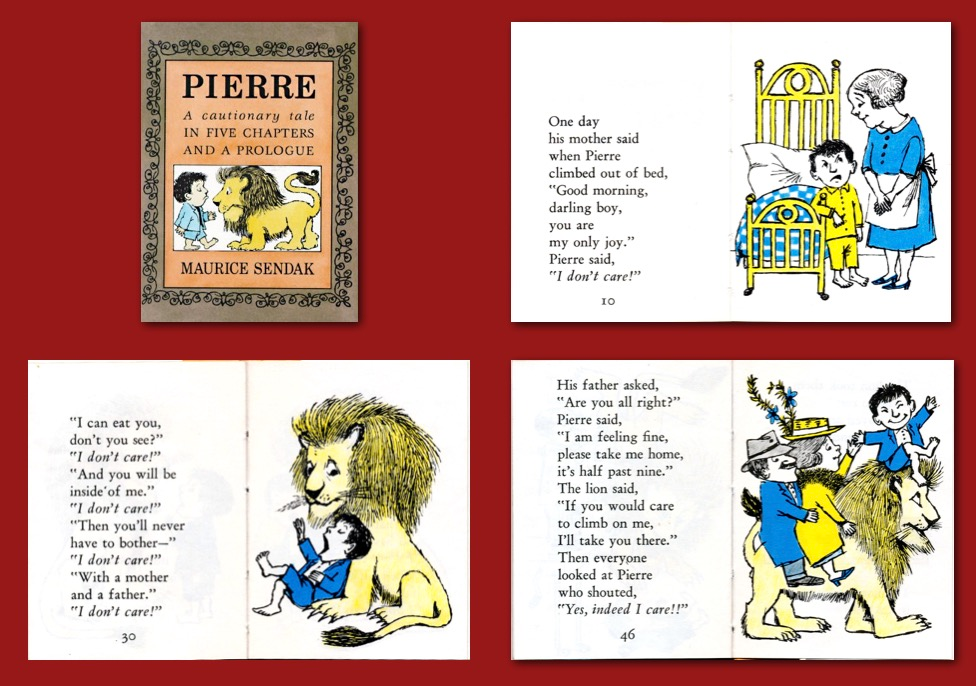 PIERRE
A cautionary tale
IN FIVE CHAPTERS
AND A PROLOGUE
MAURICE SENDAK
One day
his mother said
when Pierre
climbed out of bed,
"Good morning,
darling boy,
you are
my only joy."
Pierre said,
"I don't care!"
10
"I can eat you,
don't you see?"
"I don't care!"
"And you will be
inside of me."
"I don't care!"
"Then you'll never
have to bother—"
"I don't care!"
"With a mother
and a father."
"I don't care!"
30
His father asked,
"Are you all right?"
Pierre said,
"I am feeling fine,
please take me home,
it's half past nine."
The lion said,
"If you would care
to climb on me,
I'll take you there."
Then everyone
looked at Pierre
who shouted,
"Yes, indeed I care!!"
46